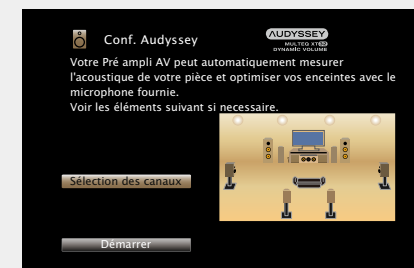 Conf. Audyssey
AUDYSSEY
MULTEQ XT32
DYNAMIC VOLUME
Votre Pré ampli AV peut automatiquement mesurer
l'acoustique de votre pièce et optimiser vos enceintes avec le
microphone fournie.
Voir les éléments suivant si necessaire.
Sélection des canaux
Démarrer